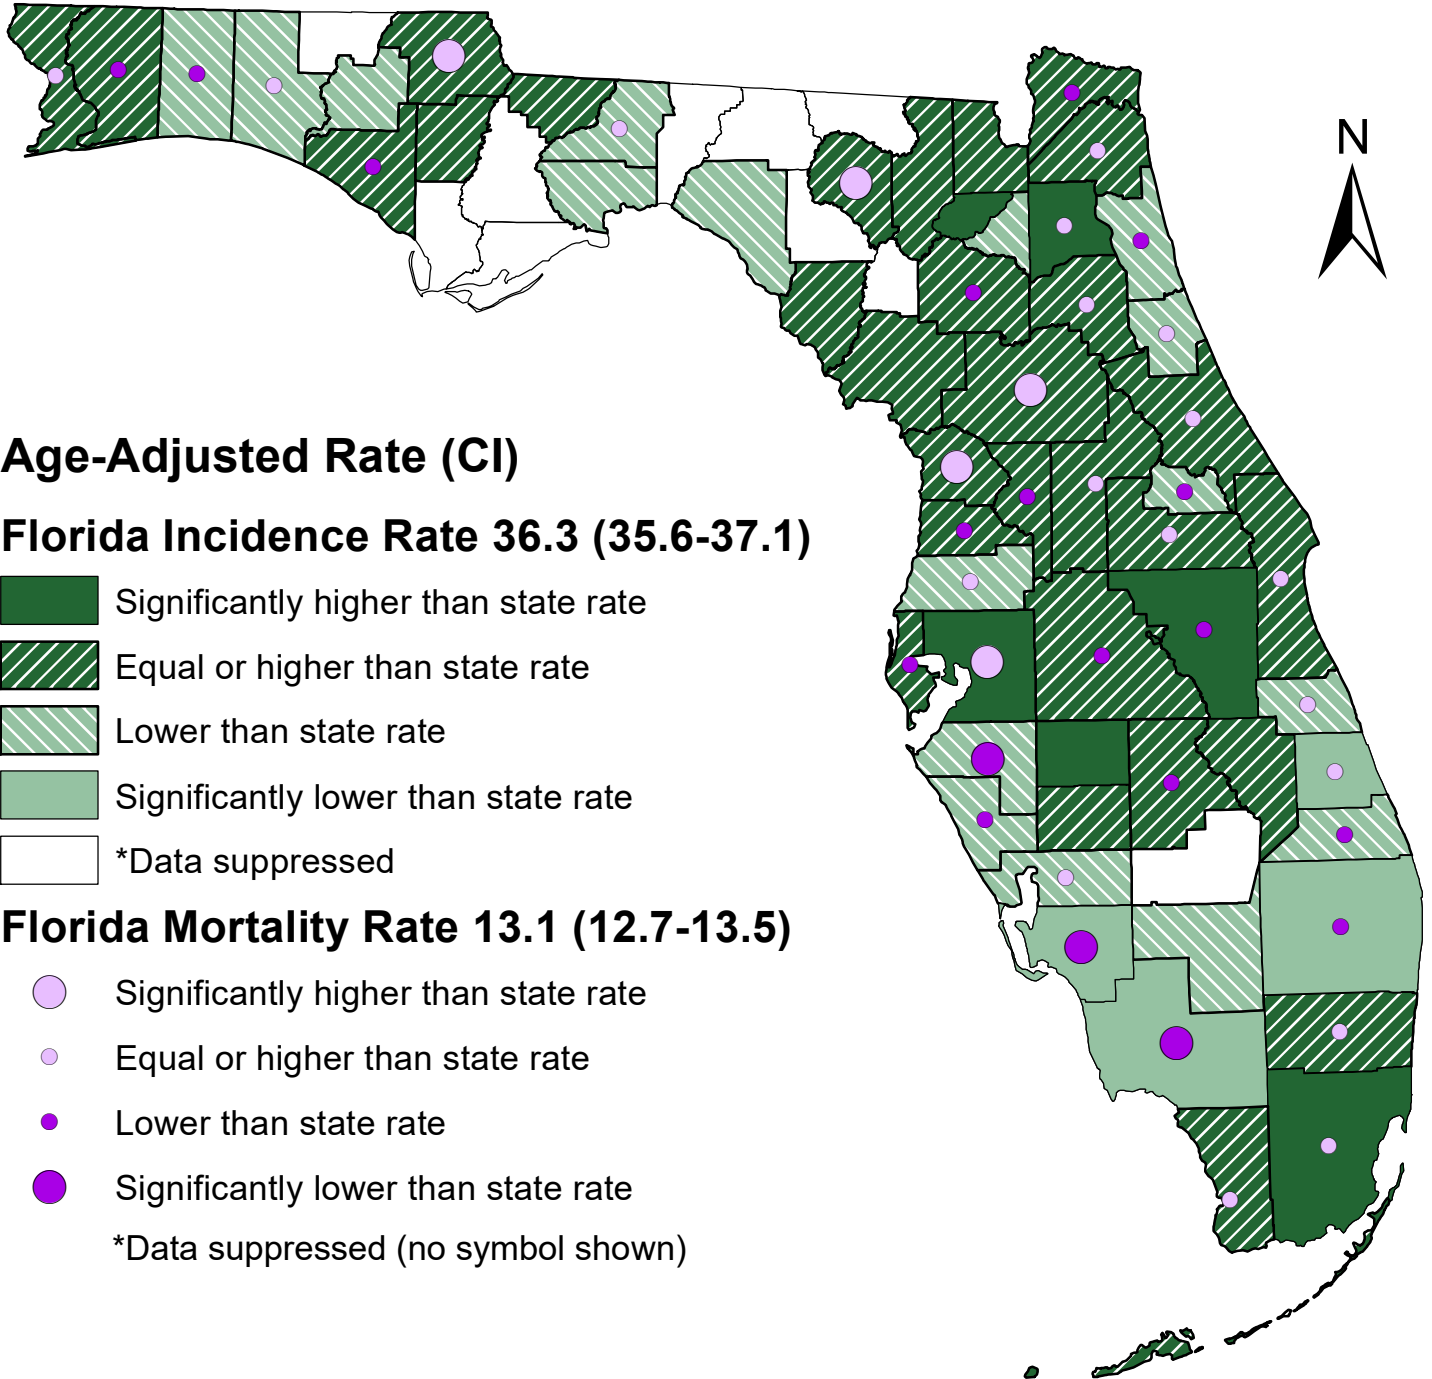 N
Age-Adjusted Rate (CI)
Florida Incidence Rate 36.3 (35.6-37.1)
Significantly higher than state rate
Equal or higher than state rate
Lower than state rate
Significantly lower than state rate
*Data suppressed
Florida Mortality Rate 13.1 (12.7-13.5)
Significantly higher than state rate
Equal or higher than state rate
Lower than state rate
Significantly lower than state rate
*Data suppressed (no symbol shown)